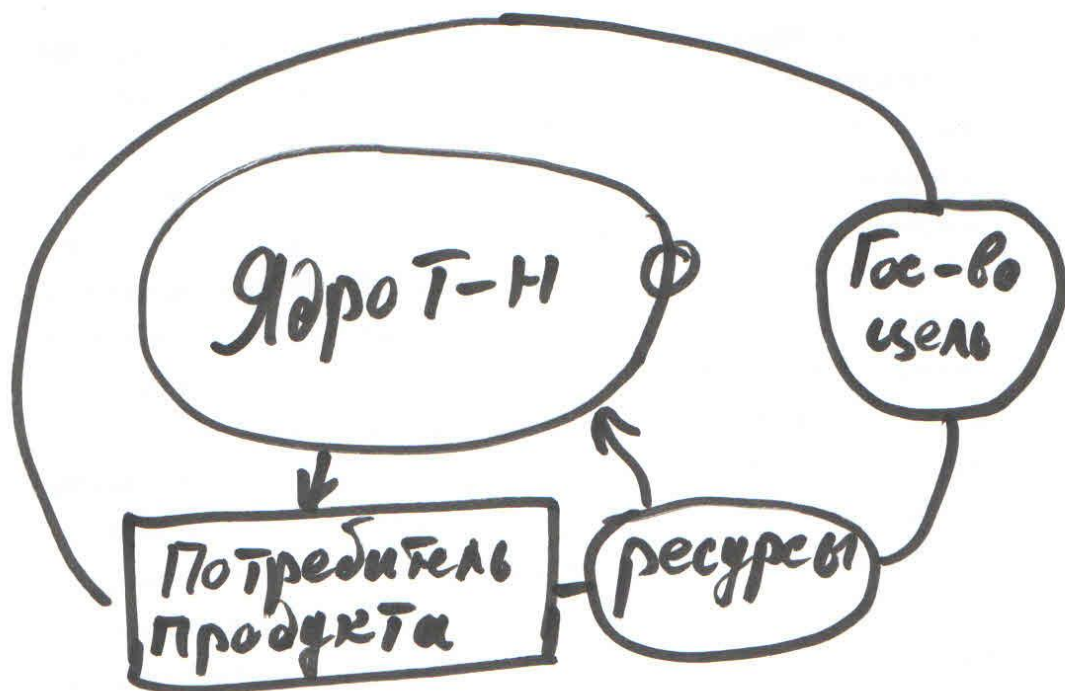 Ядро Т-Н
Гос-во
цель
Потребитель
продукта
ресурсы